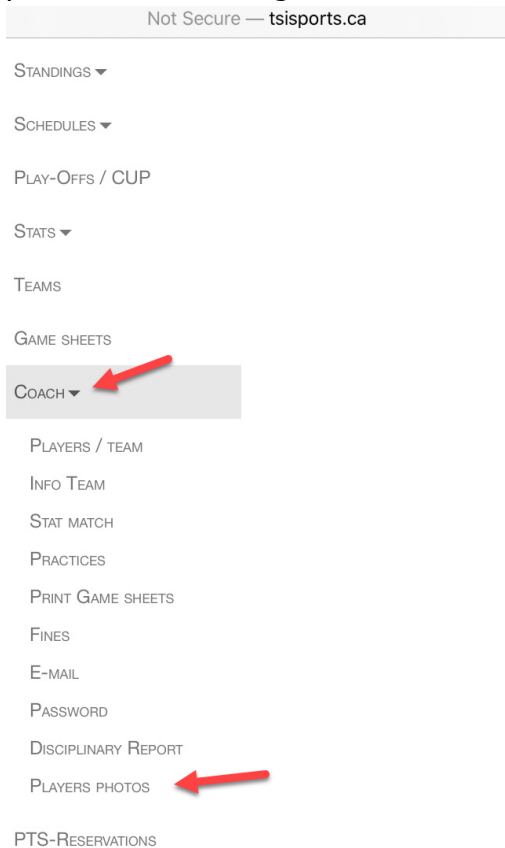 Not Secure — tsisports.ca
Standings
Schedules
Play-Offs / CUP
Stats
Teams
Game sheets
Coach
Players / team
Info Team
Stat match
Practices
Print Game sheets
Fines
E-mail
Password
Disciplinary Report
Players photos
PTS-Reservations